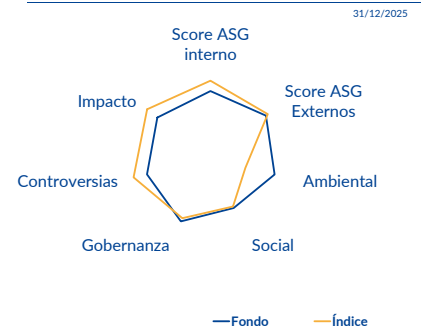 31/12/2025
Score ASG
interno
Score ASG
Externos
Impacto
Controversias
Ambiental
Gobernanza
Social
Fondo
Índice